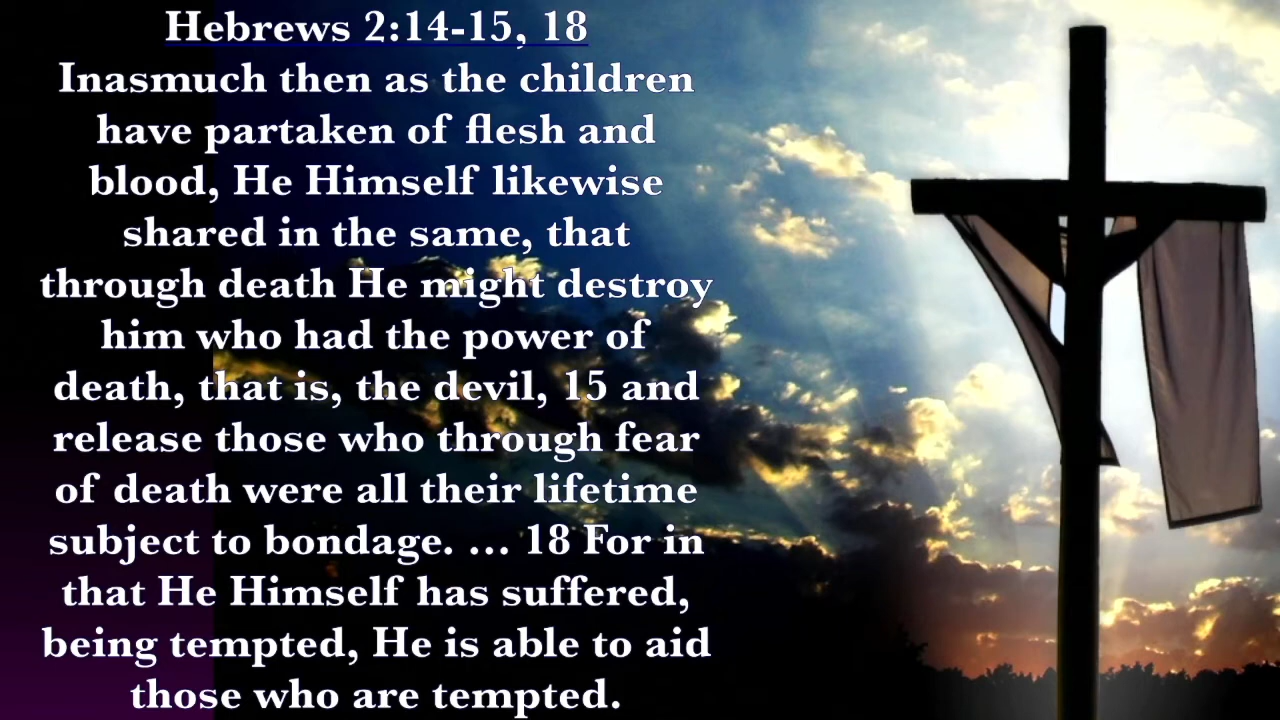 Hebrews 2:14-15, 18
Inasmuch then as the children
have partaken of flesh and
blood, He Himself likewise
shared in the same, that
through death He might destroy
him who had the power of
death, that is, the devil, 15 and
release those who through fear
of death were all their lifetime
subject to bondage. … 18 For in
that He Himself has suffered,
being tempted, He is able to aid
those who are tempted.